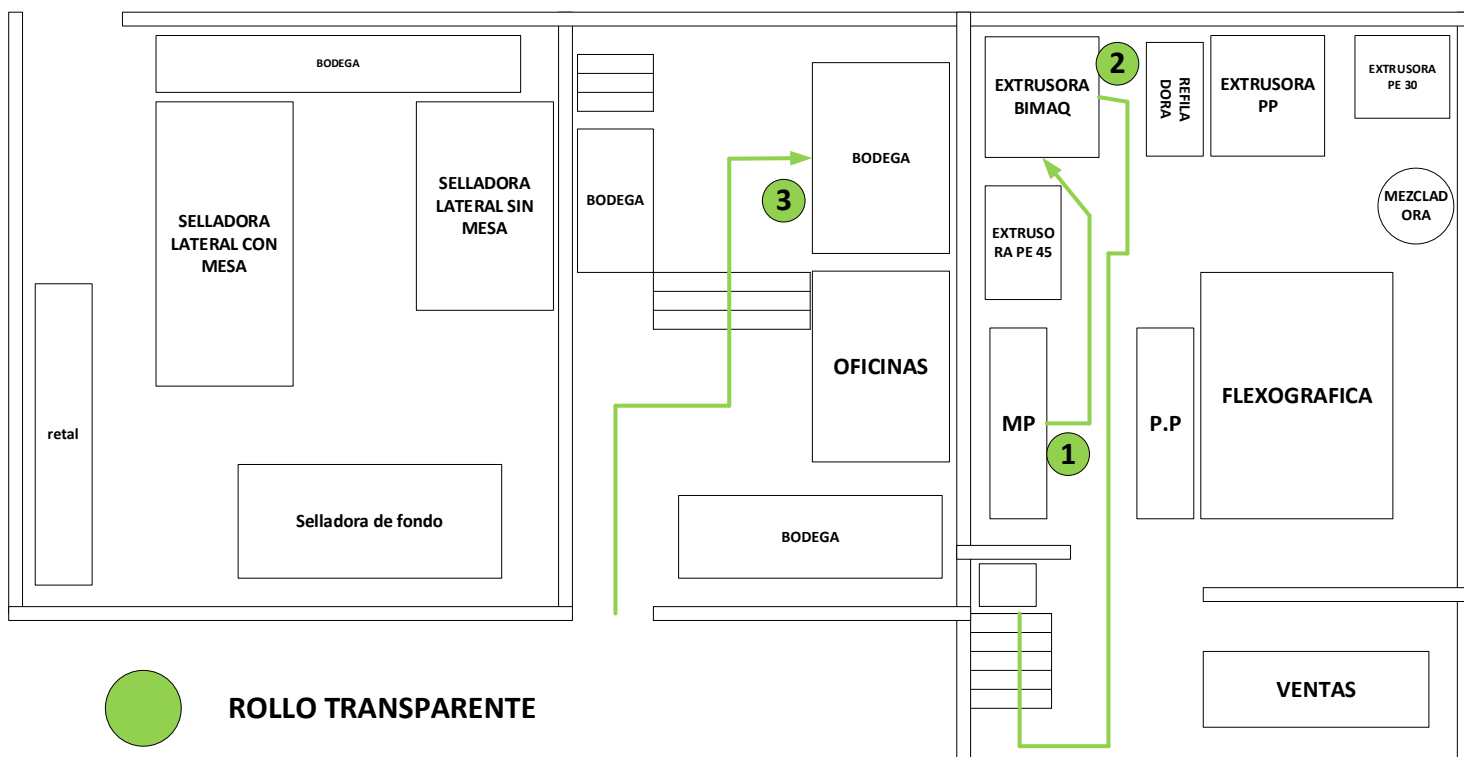 BODEGA
SELLADORA
LATERAL CON
MESA
SELLADORA
LATERAL SIN
MESA
retal
Selladora de fondo
BODEGA
BODEGA
3
OFICINAS
BODEGA
EXTRUSORA
BIMAQ
2
REFILA
DORA
EXTRUSORA
PP
EXTRUSORA
PE 30
EXTRUSO
RA PE 45
MEZCLAD
ORA
MP
1
P.P
FLEXOGRAFICA
VENTAS
ROLLO TRANSPARENTE